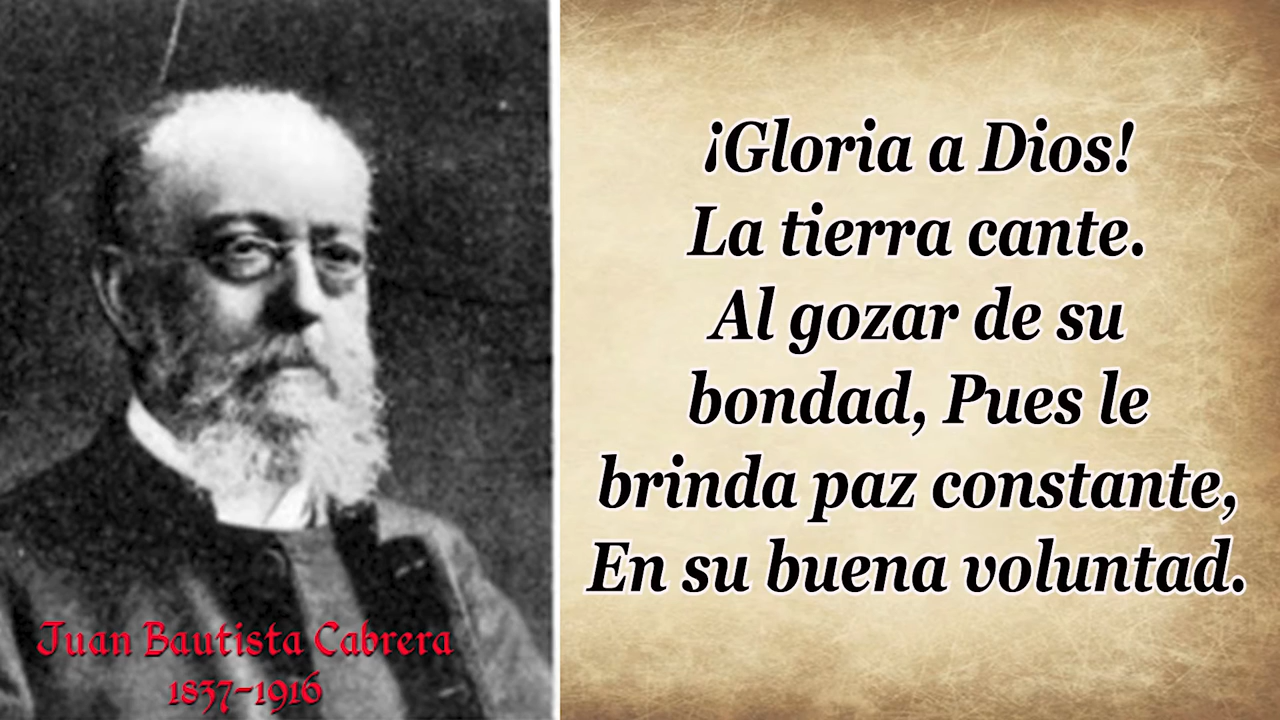 ¡Gloria a Dios!
La tierra cante.
Al gozar de su
bondad, Pues le
brinda paz constante,
En su buena voluntad.
Juan Bautista Cabrera
1837-1916